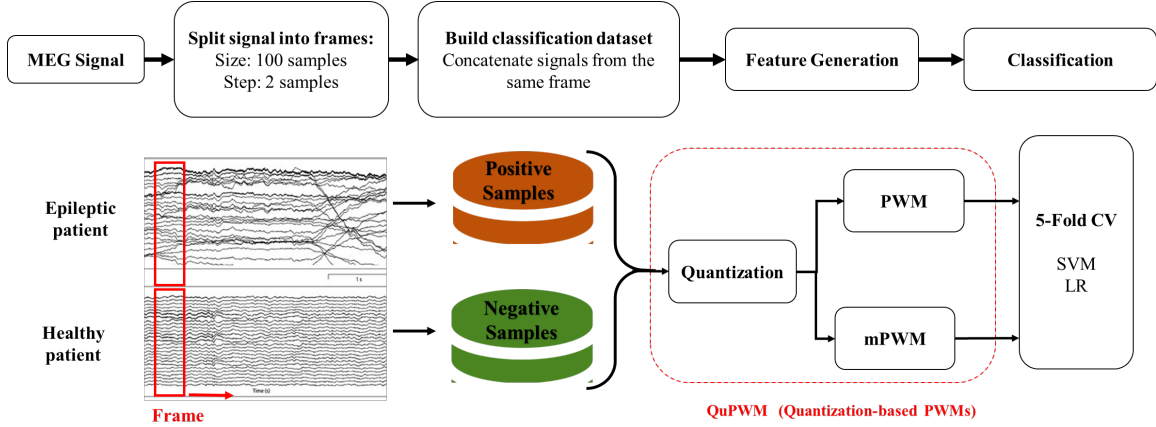 MEG Signal
Split signal into frames:
Size: 100 samples
Step: 2 samples
Build classification dataset
Concatenate signals from the
same frame
Feature Generation
Classification
Epileptic
patient
1 s
Healthy
patient
Time (s)
Frame
Positive
Samples
Negative
Samples
Quantization
PWM
mPWM
5-Fold CV
SVM
LR
QuPWM (Quantization-based PWMs)